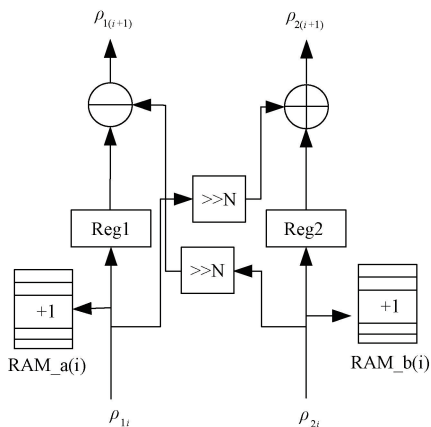 ρ1(i+1) ρ2(i+1)
>>N
Reg1 Reg2
>>N
+1 +1
RAM_a(i) RAM_b(i)
ρ1i ρ2i